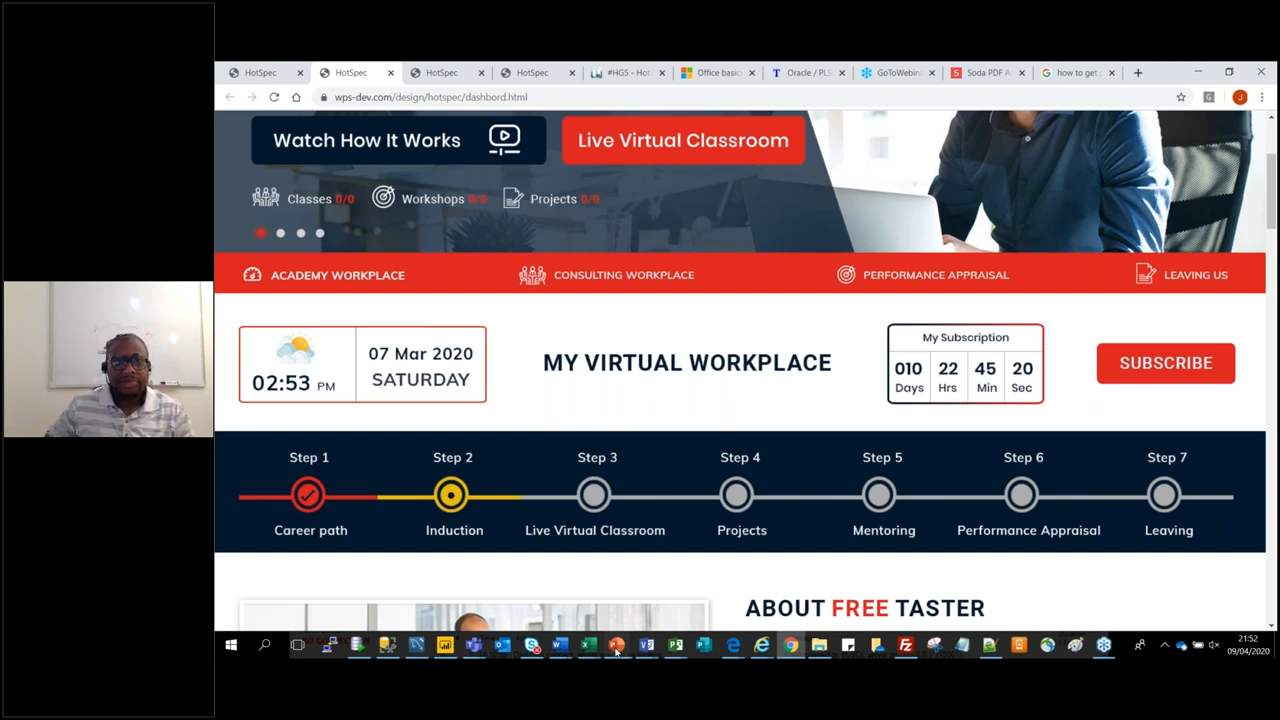 HotSpec
HotSpec
HotSpec
HotSpec
#HG5 - Hot
Office basic
Oracle / PLS
GoToWebin
Soda PDF A
how to get
wps-dev.com/design/hotspec/dashbord.html
Watch How It Works
Live Virtual Classroom
Classes 0/0
Workshops 0/0
Projects 0/0
ACADEMY WORKPLACE
CONSULTING WORKPLACE
PERFORMANCE APPRAISAL
LEAVING US
02:53 PM
07 Mar 2020
SATURDAY
MY VIRTUAL WORKPLACE
My Subscription
010 22 45 20
Days Hrs Min Sec
SUBSCRIBE
Step 1 Step 2 Step 3 Step 4 Step 5 Step 6 Step 7
Career path Induction Live Virtual Classroom Projects Mentoring Performance Appraisal Leaving
ABOUT FREE TASTER
21:52
09/04/2020